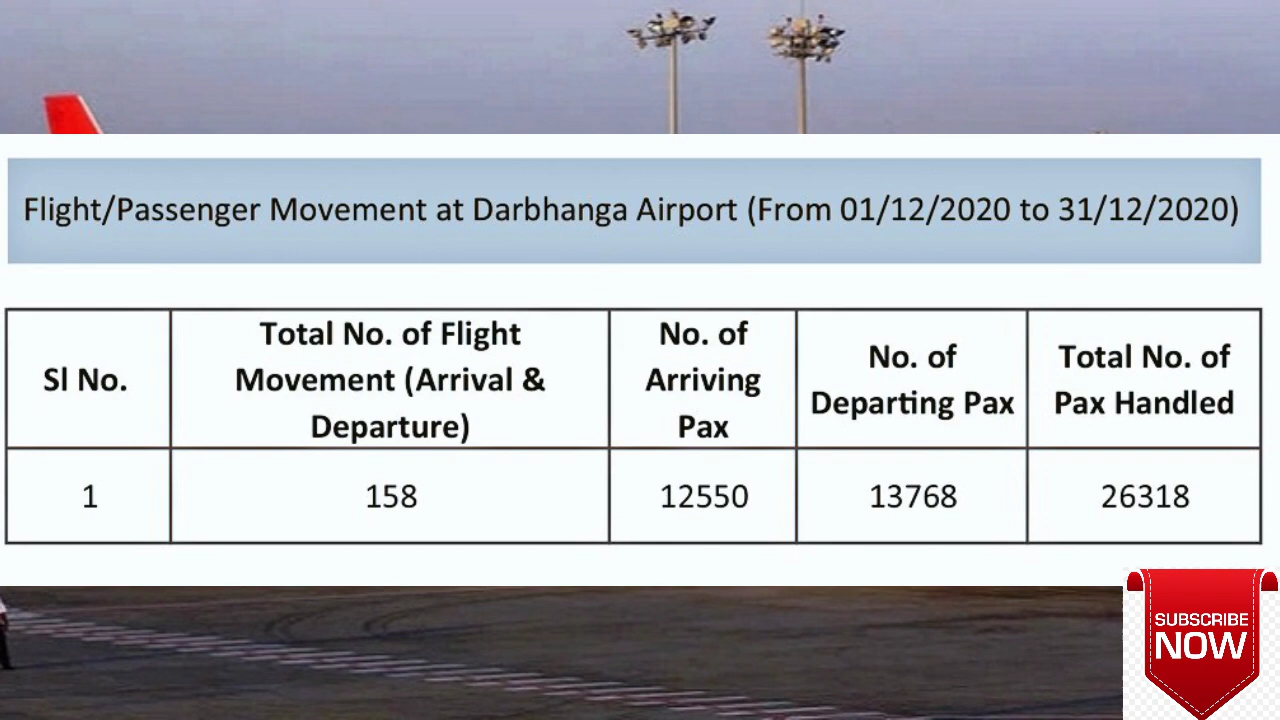 Flight/Passenger Movement at Darbhanga Airport (From 01/12/2020 to 31/12/2020)
Sl No.
Total No. of Flight
Movement (Arrival &
Departure)
No. of
Arriving
Pax
No. of
Departing Pax
Total No. of
Pax Handled
1
158
12550
13768
26318
SUBSCRIBE
NOW